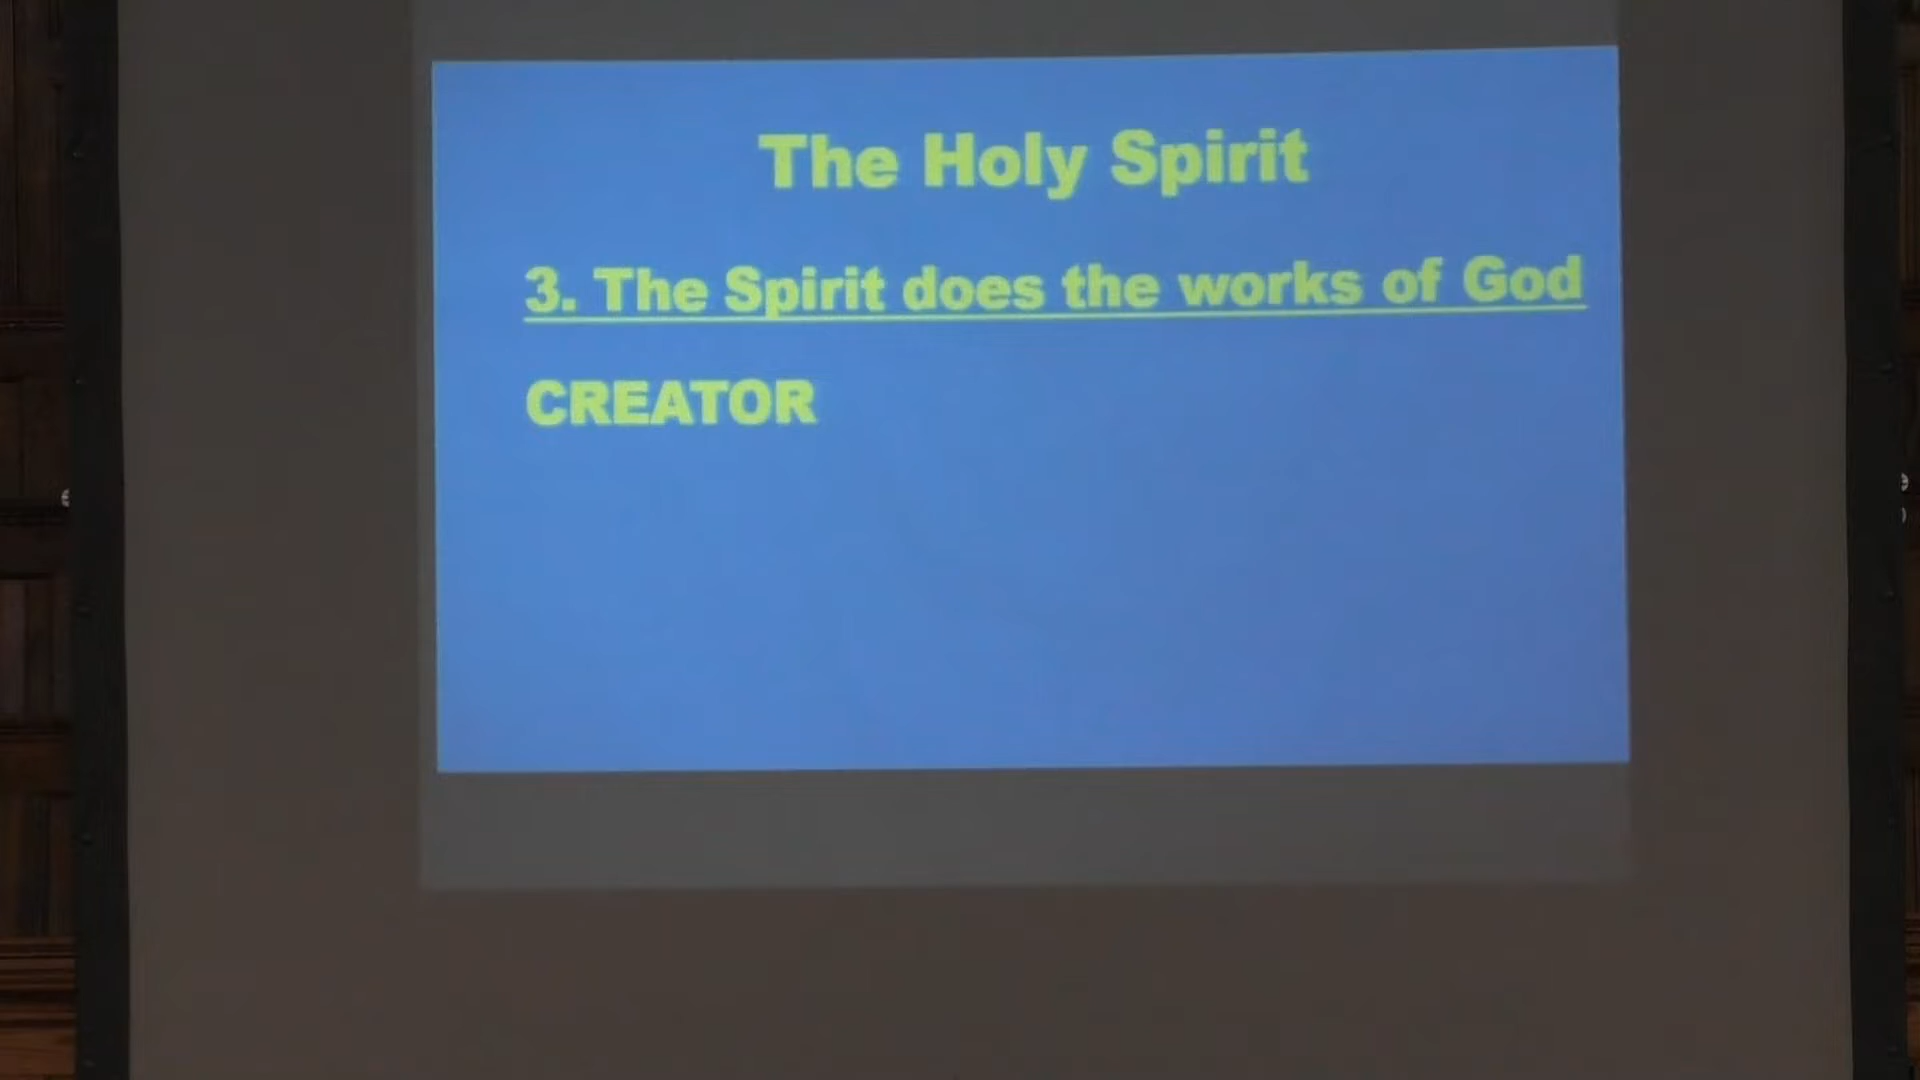 The Holy Spirit
3. The Spirit does the works of God
CREATOR